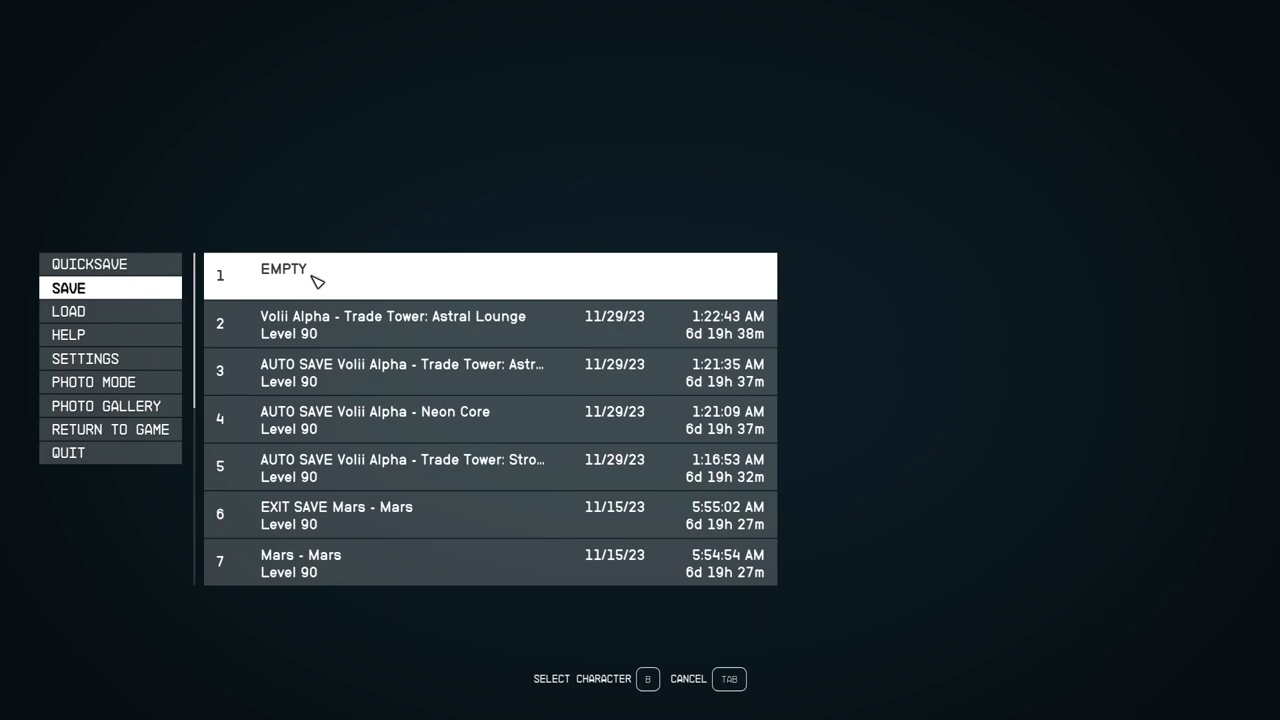 QUICKSAVE
SAVE
LOAD
HELP
SETTINGS
PHOTO MODE
PHOTO GALLERY
RETURN TO GAME
QUIT
1 EMPTY
2 Volii Alpha - Trade Tower: Astral Lounge 11/29/23 1:22:43 AM
Level 90 6d 19h 38m
3 AUTO SAVE Volii Alpha - Trade Tower: Astr... 11/29/23 1:21:35 AM
Level 90 6d 19h 37m
4 AUTO SAVE Volii Alpha - Neon Core 11/29/23 1:21:09 AM
Level 90 6d 19h 37m
5 AUTO SAVE Volii Alpha - Trade Tower: Stro... 11/29/23 1:16:53 AM
Level 90 6d 19h 32m
6 EXIT SAVE Mars - Mars 11/15/23 5:55:02 AM
Level 90 6d 19h 27m
7 Mars - Mars 11/15/23 5:54:54 AM
Level 90 6d 19h 27m
SELECT CHARACTER B CANCEL TAB